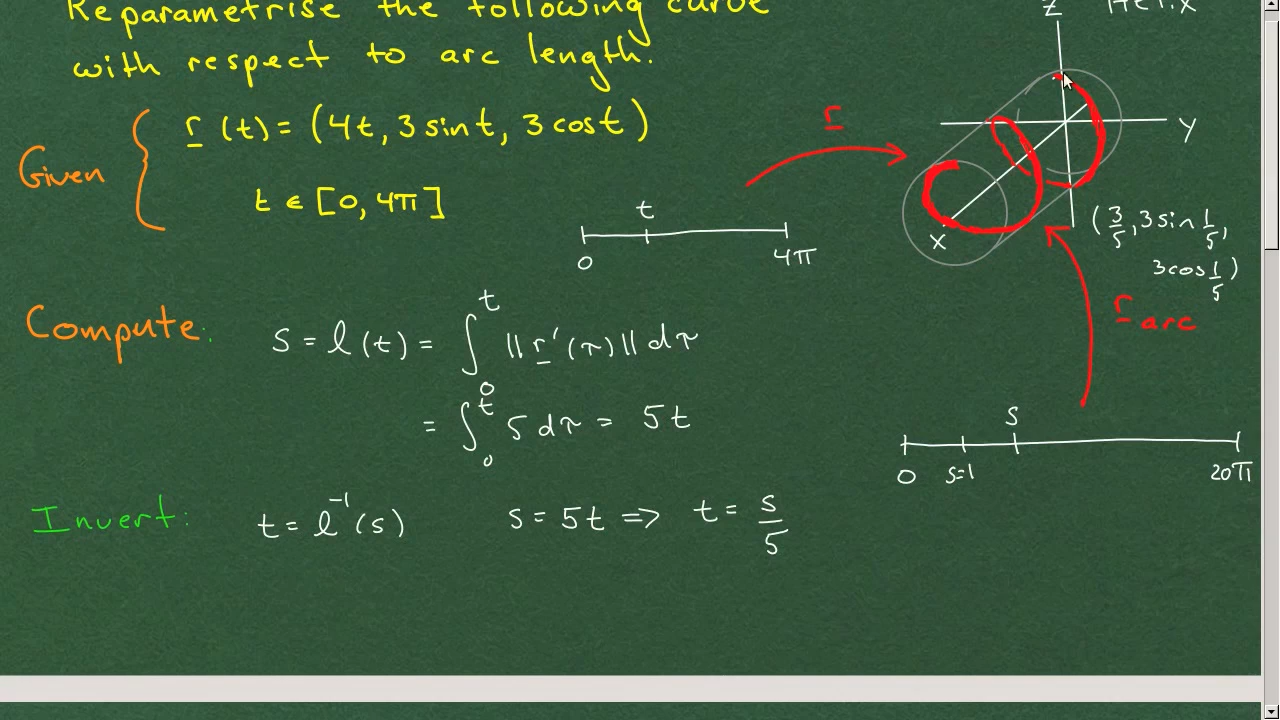 Reparametrise the following curve
with respect to arc length.
Given
r (t) = (4t, 3 sin t, 3 cos t)
t ∈ [0, 4π]
t
0
4π
r
Helix
Z
Y
X
(3/5, 3 sin 1/5,
3 cos 1/5)
r arc
Compute:
s = l (t) = ∫₀ᵗ || r'(τ) || dτ
= ∫₀ᵗ 5 dτ = 5t
s
0
s=1
20π
Invert:
t = l⁻¹ (s)
s = 5t => t = s/5